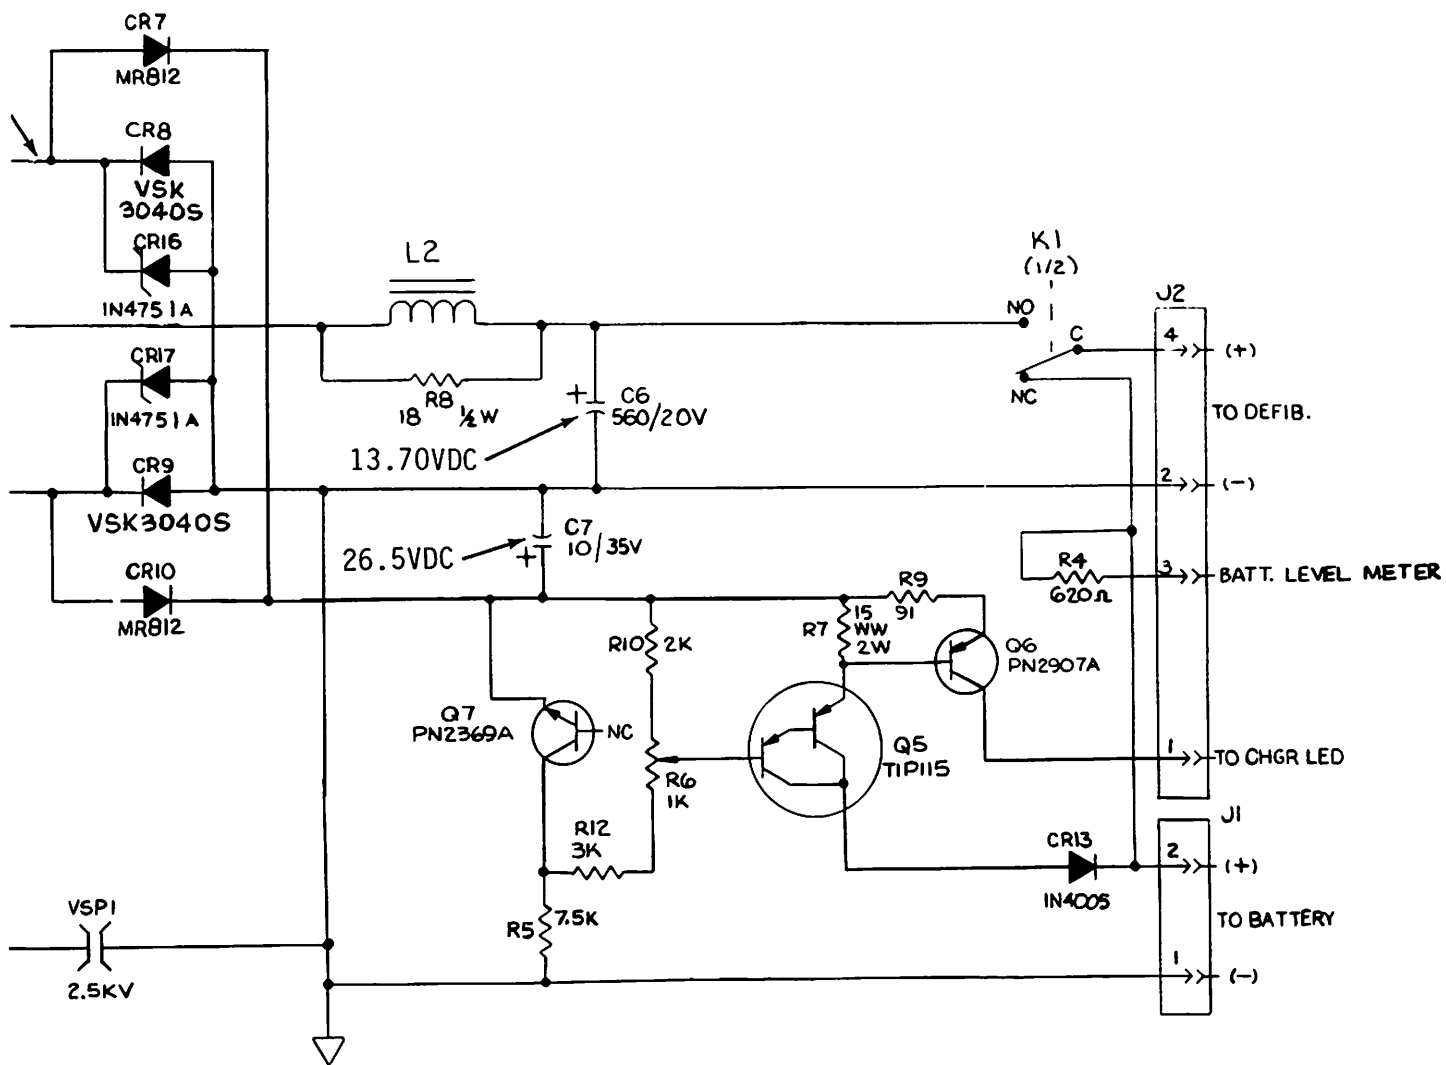 CR7
MR812
CR8
VSK
3040S
CR16
1N4751A
L2
K1
(1/2)
NO
C
NC
J2
4
(+)
TO DEFIB.
CR17
1N4751A
R8
18 ½W
+
C6
560/20V
13.70VDC
CR9
VSK3040S
2
(-)
C7
10/35V
26.5VDC
+
CR10
MR812
R4
620Ω
3
BATT. LEVEL METER
R9
91
R7
15
WW
2W
R10
2K
Q6
PN2907A
Q7
PN2369A
NC
R6
1K
Q5
TIP115
1
TO CHGR LED
R12
3K
J1
CR13
1N4005
2
(+)
R5
7.5K
VSP1
2.5KV
TO BATTERY
1
(-)